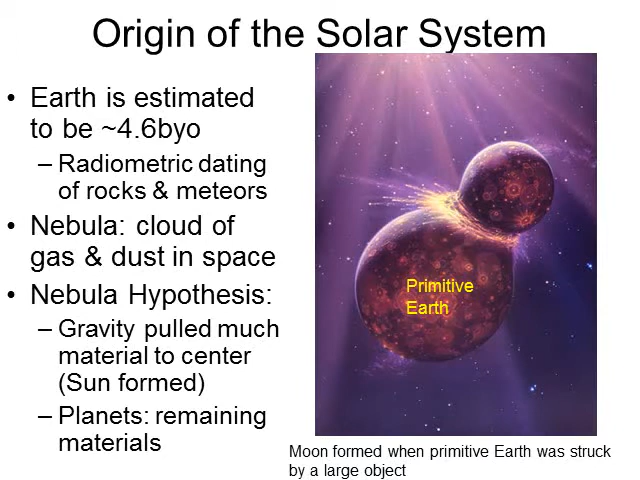 Origin of the Solar System
• Earth is estimated
to be ~4.6byo
– Radiometric dating
of rocks & meteors
• Nebula: cloud of
gas & dust in space
• Nebula Hypothesis:
– Gravity pulled much
material to center
(Sun formed)
– Planets: remaining
materials
Primitive
Earth
Moon formed when primitive Earth was struck
by a large object